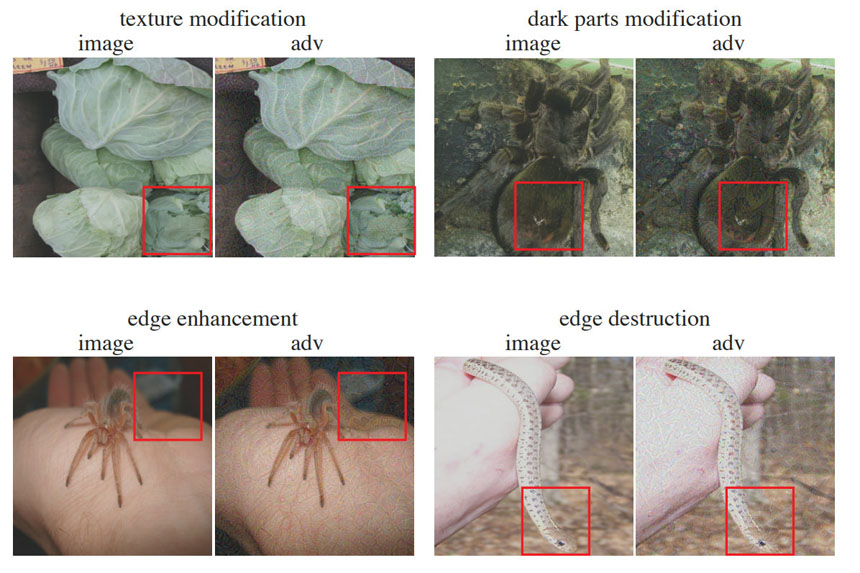 texture modification
image adv
dark parts modification
image adv
edge enhancement
image adv
edge destruction
image adv